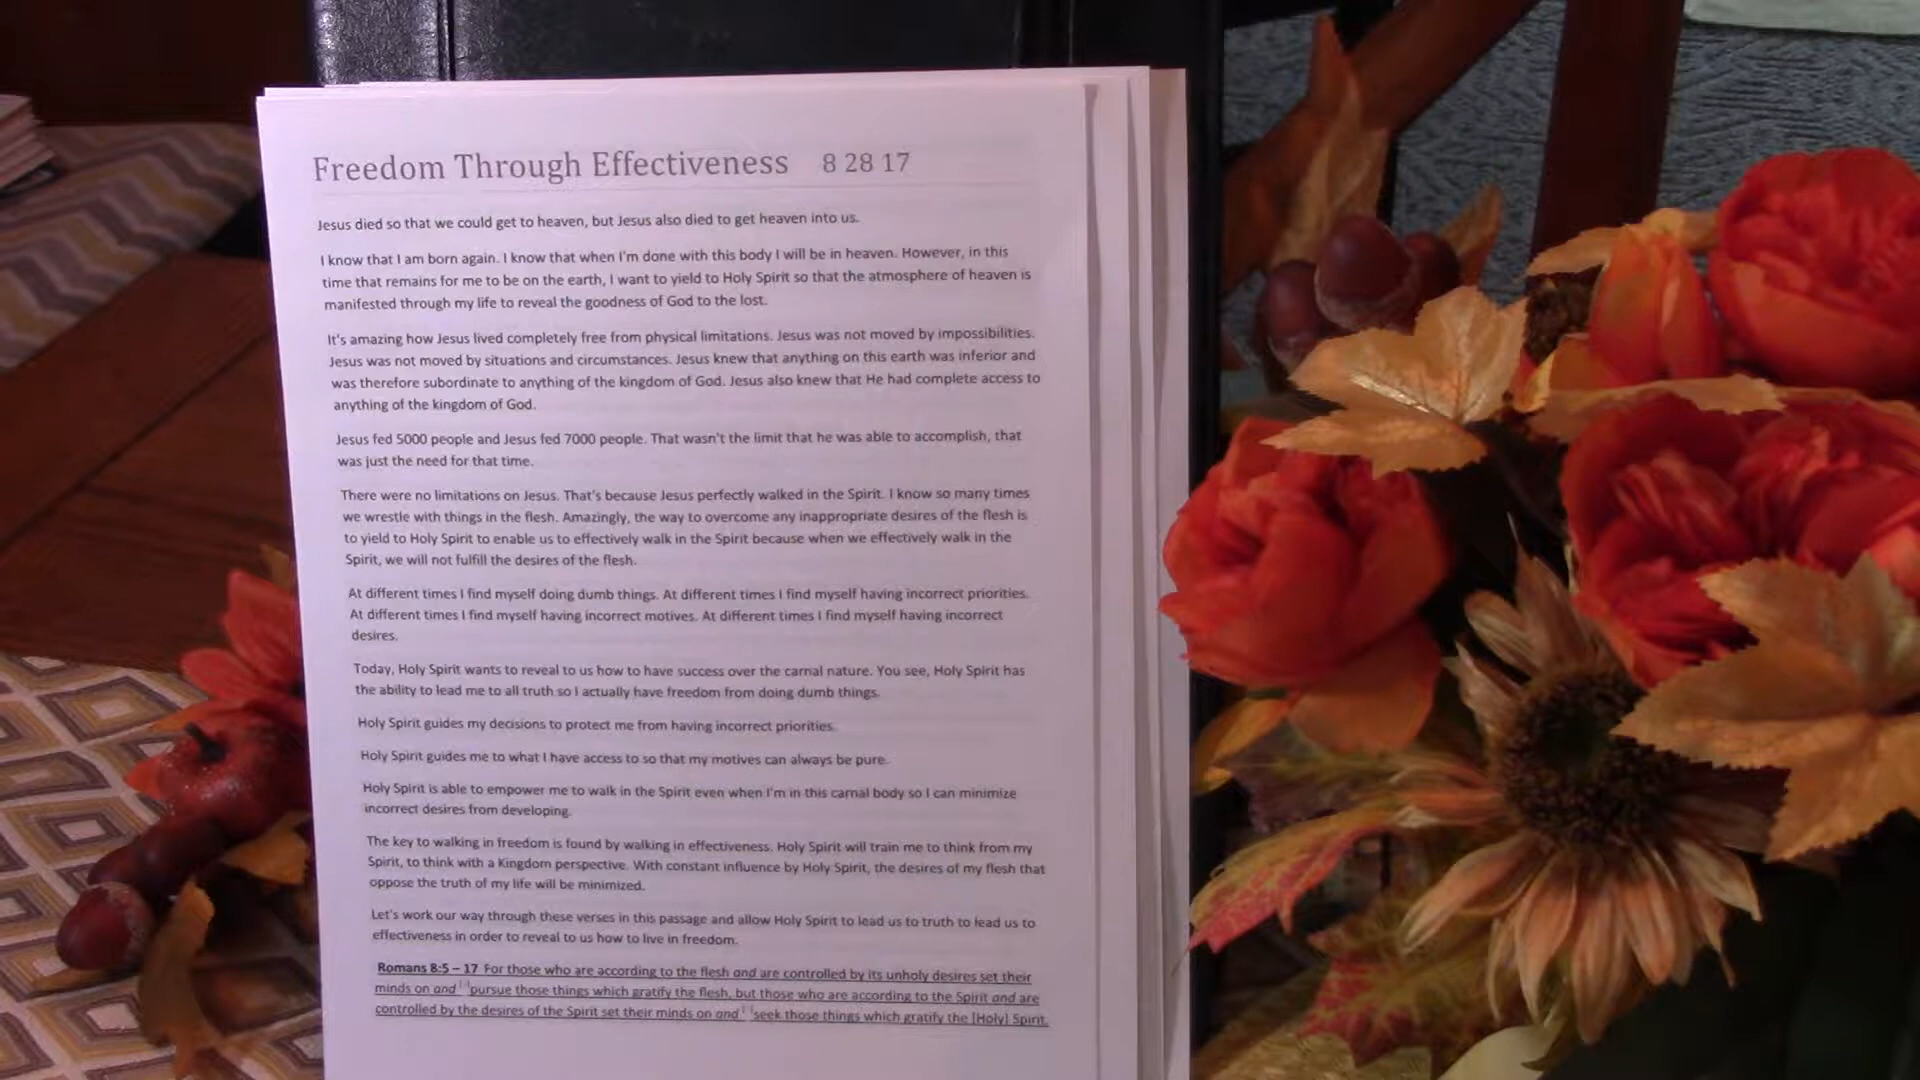 Freedom Through Effectiveness 8 28 17
Jesus died so that we could get to heaven, but Jesus also died to get heaven into us.
I know that I am born again. I know that when I'm done with this body I will be in heaven. However, in this
time that remains for me to be on the earth, I want to yield to Holy Spirit so that the atmosphere of heaven is
manifested through my life to reveal the goodness of God to the lost.
It's amazing how Jesus lived completely free from physical limitations. Jesus was not moved by impossibilities.
Jesus was not moved by situations and circumstances. Jesus knew that anything on this earth was inferior and
was therefore subordinate to anything of the kingdom of God. Jesus also knew that He had complete access to
anything of the kingdom of God.
Jesus fed 5000 people and Jesus fed 7000 people. That wasn't the limit that he was able to accomplish, that
was just the need for that time.
There were no limitations on Jesus. That's because Jesus perfectly walked in the Spirit. I know so many times
we wrestle with things in the flesh. Amazingly, the way to overcome any inappropriate desires of the flesh is
to yield to Holy Spirit to enable us to effectively walk in the Spirit because when we effectively walk in the
Spirit, we will not fulfill the desires of the flesh.
At different times I find myself doing dumb things. At different times I find myself having incorrect priorities.
At different times I find myself having incorrect motives. At different times I find myself having incorrect
desires.
Today, Holy Spirit wants to reveal to us how to have success over the carnal nature. You see, Holy Spirit has
the ability to lead me to all truth so I actually have freedom from doing dumb things.
Holy Spirit guides my decisions to protect me from having incorrect priorities.
Holy Spirit guides me to what I have access to so that my motives can always be pure.
Holy Spirit is able to empower me to walk in the Spirit even when I'm in this carnal body so I can minimize
incorrect desires from developing.
The key to walking in freedom is found by walking in effectiveness. Holy Spirit will train me to think from my
Spirit, to think with a Kingdom perspective. With constant influence by Holy Spirit, the desires of my flesh that
oppose the truth of my life will be minimized.
Let's work our way through these verses in this passage and allow Holy Spirit to lead us to truth to lead us to
effectiveness in order to reveal to us how to live in freedom.
Romans 8:5 – 17 For those who are according to the flesh and are controlled by its unholy desires set their
minds on and pursue those things which gratify the flesh, but those who are according to the Spirit and are
controlled by the desires of the Spirit set their minds on and seek those things which gratify the [Holy] Spirit.